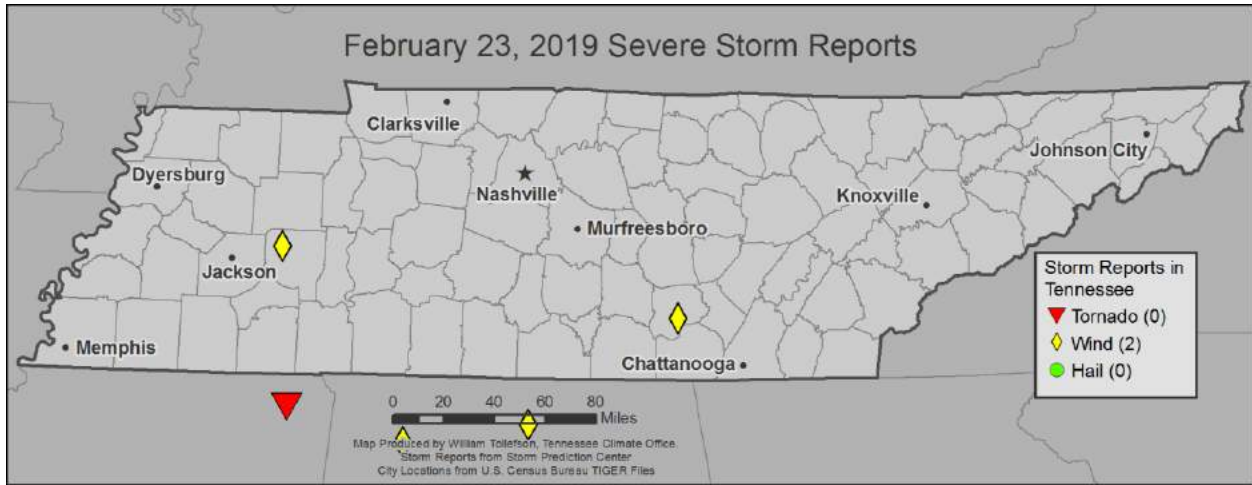 February 23, 2019 Severe Storm Reports
Clarksville
Johnson City
Dyersburg
Nashville
Knoxville
Murfreesboro
Jackson
Storm Reports in
Tennessee
Tornado (0)
Wind (2)
Hail (0)
Memphis
Chattanooga
0 20 40 60 80
Miles
Map Produced by William Tollefson, Tennessee Climate Office.
Storm Reports from Storm Prediction Center
City Locations from U.S. Census Bureau TIGER Files